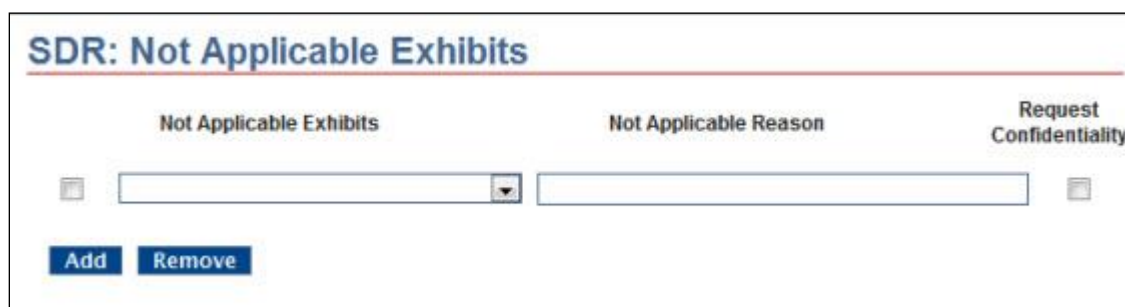 SDR: Not Applicable Exhibits
Not Applicable Exhibits Not Applicable Reason Request
Confidentiality
Add Remove